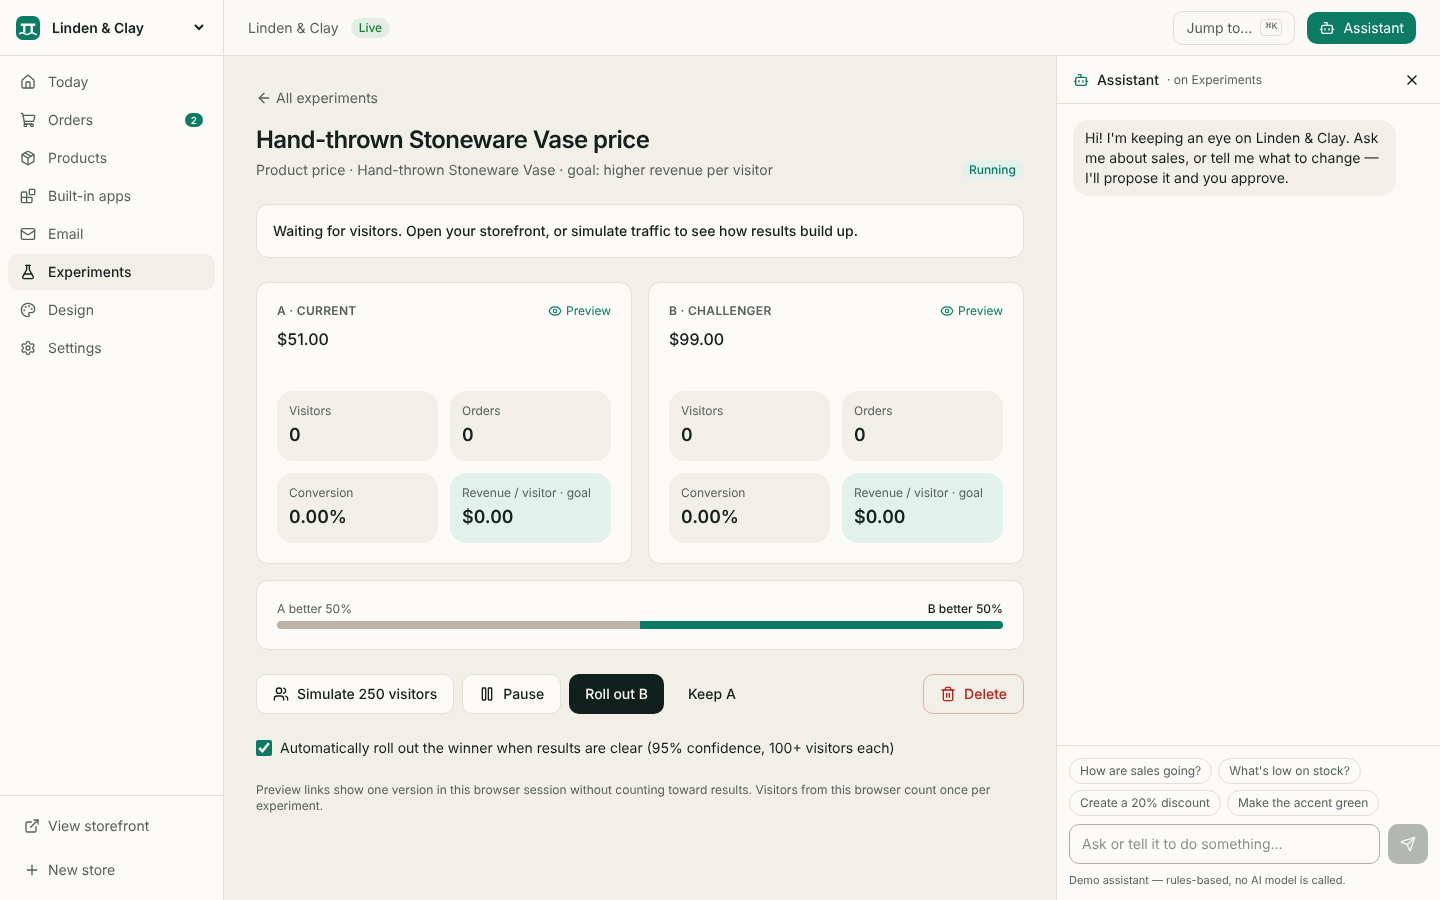 Linden & Clay
Linden & Clay
Live
Jump to...
⌘K
Assistant
Today
Orders
2
Products
Built-in apps
Email
Experiments
Design
Settings
View storefront
New store
All experiments
Hand-thrown Stoneware Vase price
Product price · Hand-thrown Stoneware Vase · goal: higher revenue per visitor
Running
Waiting for visitors. Open your storefront, or simulate traffic to see how results build up.
A · CURRENT
Preview
$51.00
Visitors
0
Orders
0
Conversion
0.00%
Revenue / visitor · goal
$0.00
B · CHALLENGER
Preview
$99.00
Visitors
0
Orders
0
Conversion
0.00%
Revenue / visitor · goal
$0.00
A better 50%
B better 50%
Simulate 250 visitors
Pause
Roll out B
Keep A
Delete
Automatically roll out the winner when results are clear (95% confidence, 100+ visitors each)
Preview links show one version in this browser session without counting toward results. Visitors from this browser count once per
experiment.
Assistant
· on Experiments
Hi! I'm keeping an eye on Linden & Clay. Ask
me about sales, or tell me what to change —
I'll propose it and you approve.
How are sales going?
What's low on stock?
Create a 20% discount
Make the accent green
Ask or tell it to do something...
Demo assistant — rules-based, no AI model is called.